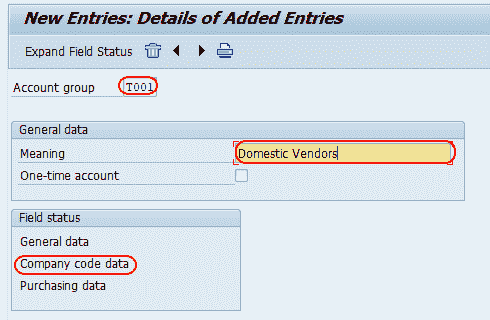 New Entries: Details of Added Entries
Expand Field Status
Account group T001
General data
Meaning Domestic Vendors
One-time account
Field status
General data
Company code data
Purchasing data